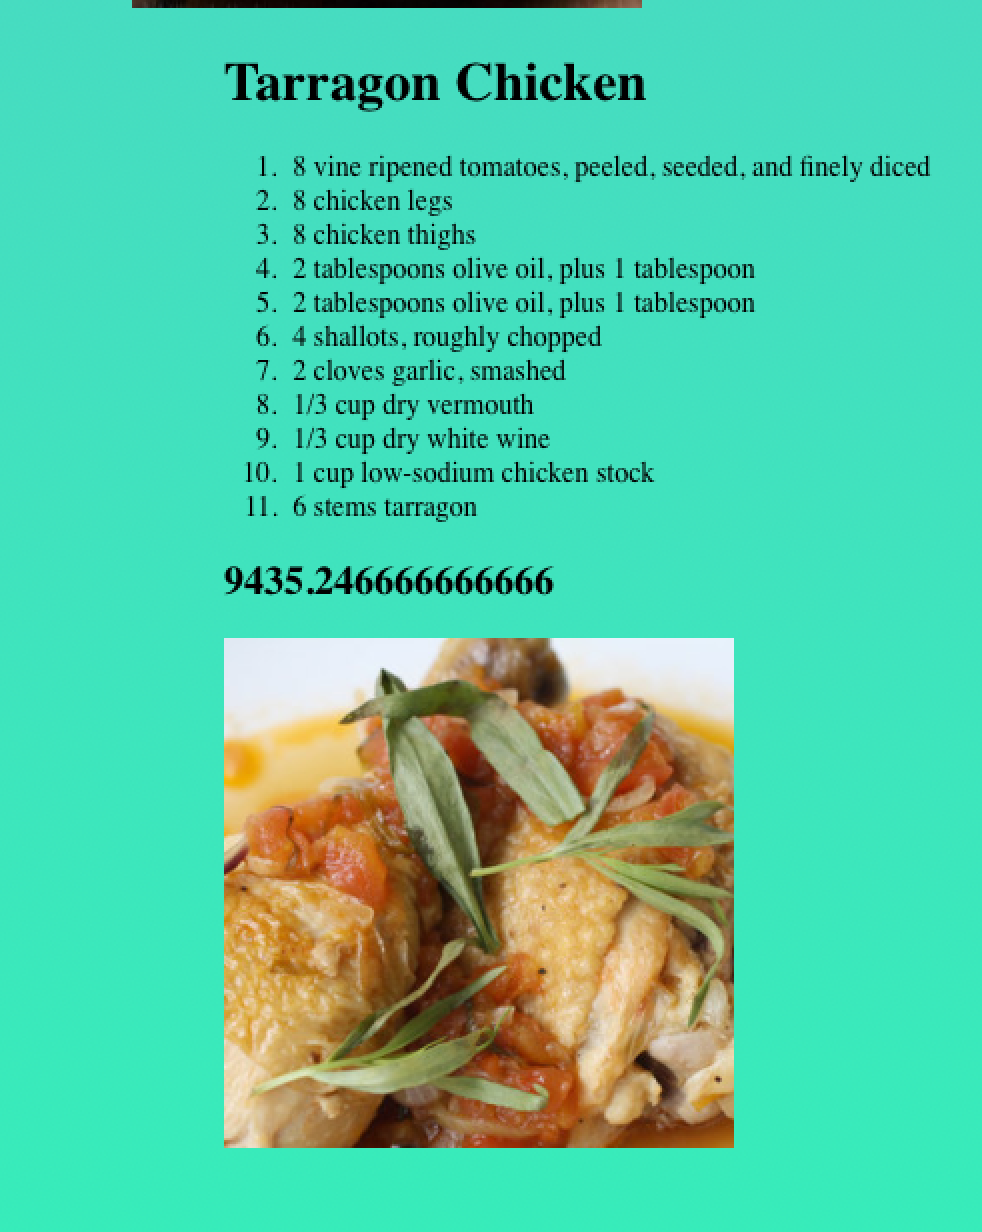 Tarragon Chicken
1. 8 vine ripened tomatoes, peeled, seeded, and finely diced
2. 8 chicken legs
3. 8 chicken thighs
4. 2 tablespoons olive oil, plus 1 tablespoon
5. 2 tablespoons olive oil, plus 1 tablespoon
6. 4 shallots, roughly chopped
7. 2 cloves garlic, smashed
8. 1/3 cup dry vermouth
9. 1/3 cup dry white wine
10. 1 cup low-sodium chicken stock
11. 6 stems tarragon
9435.246666666666